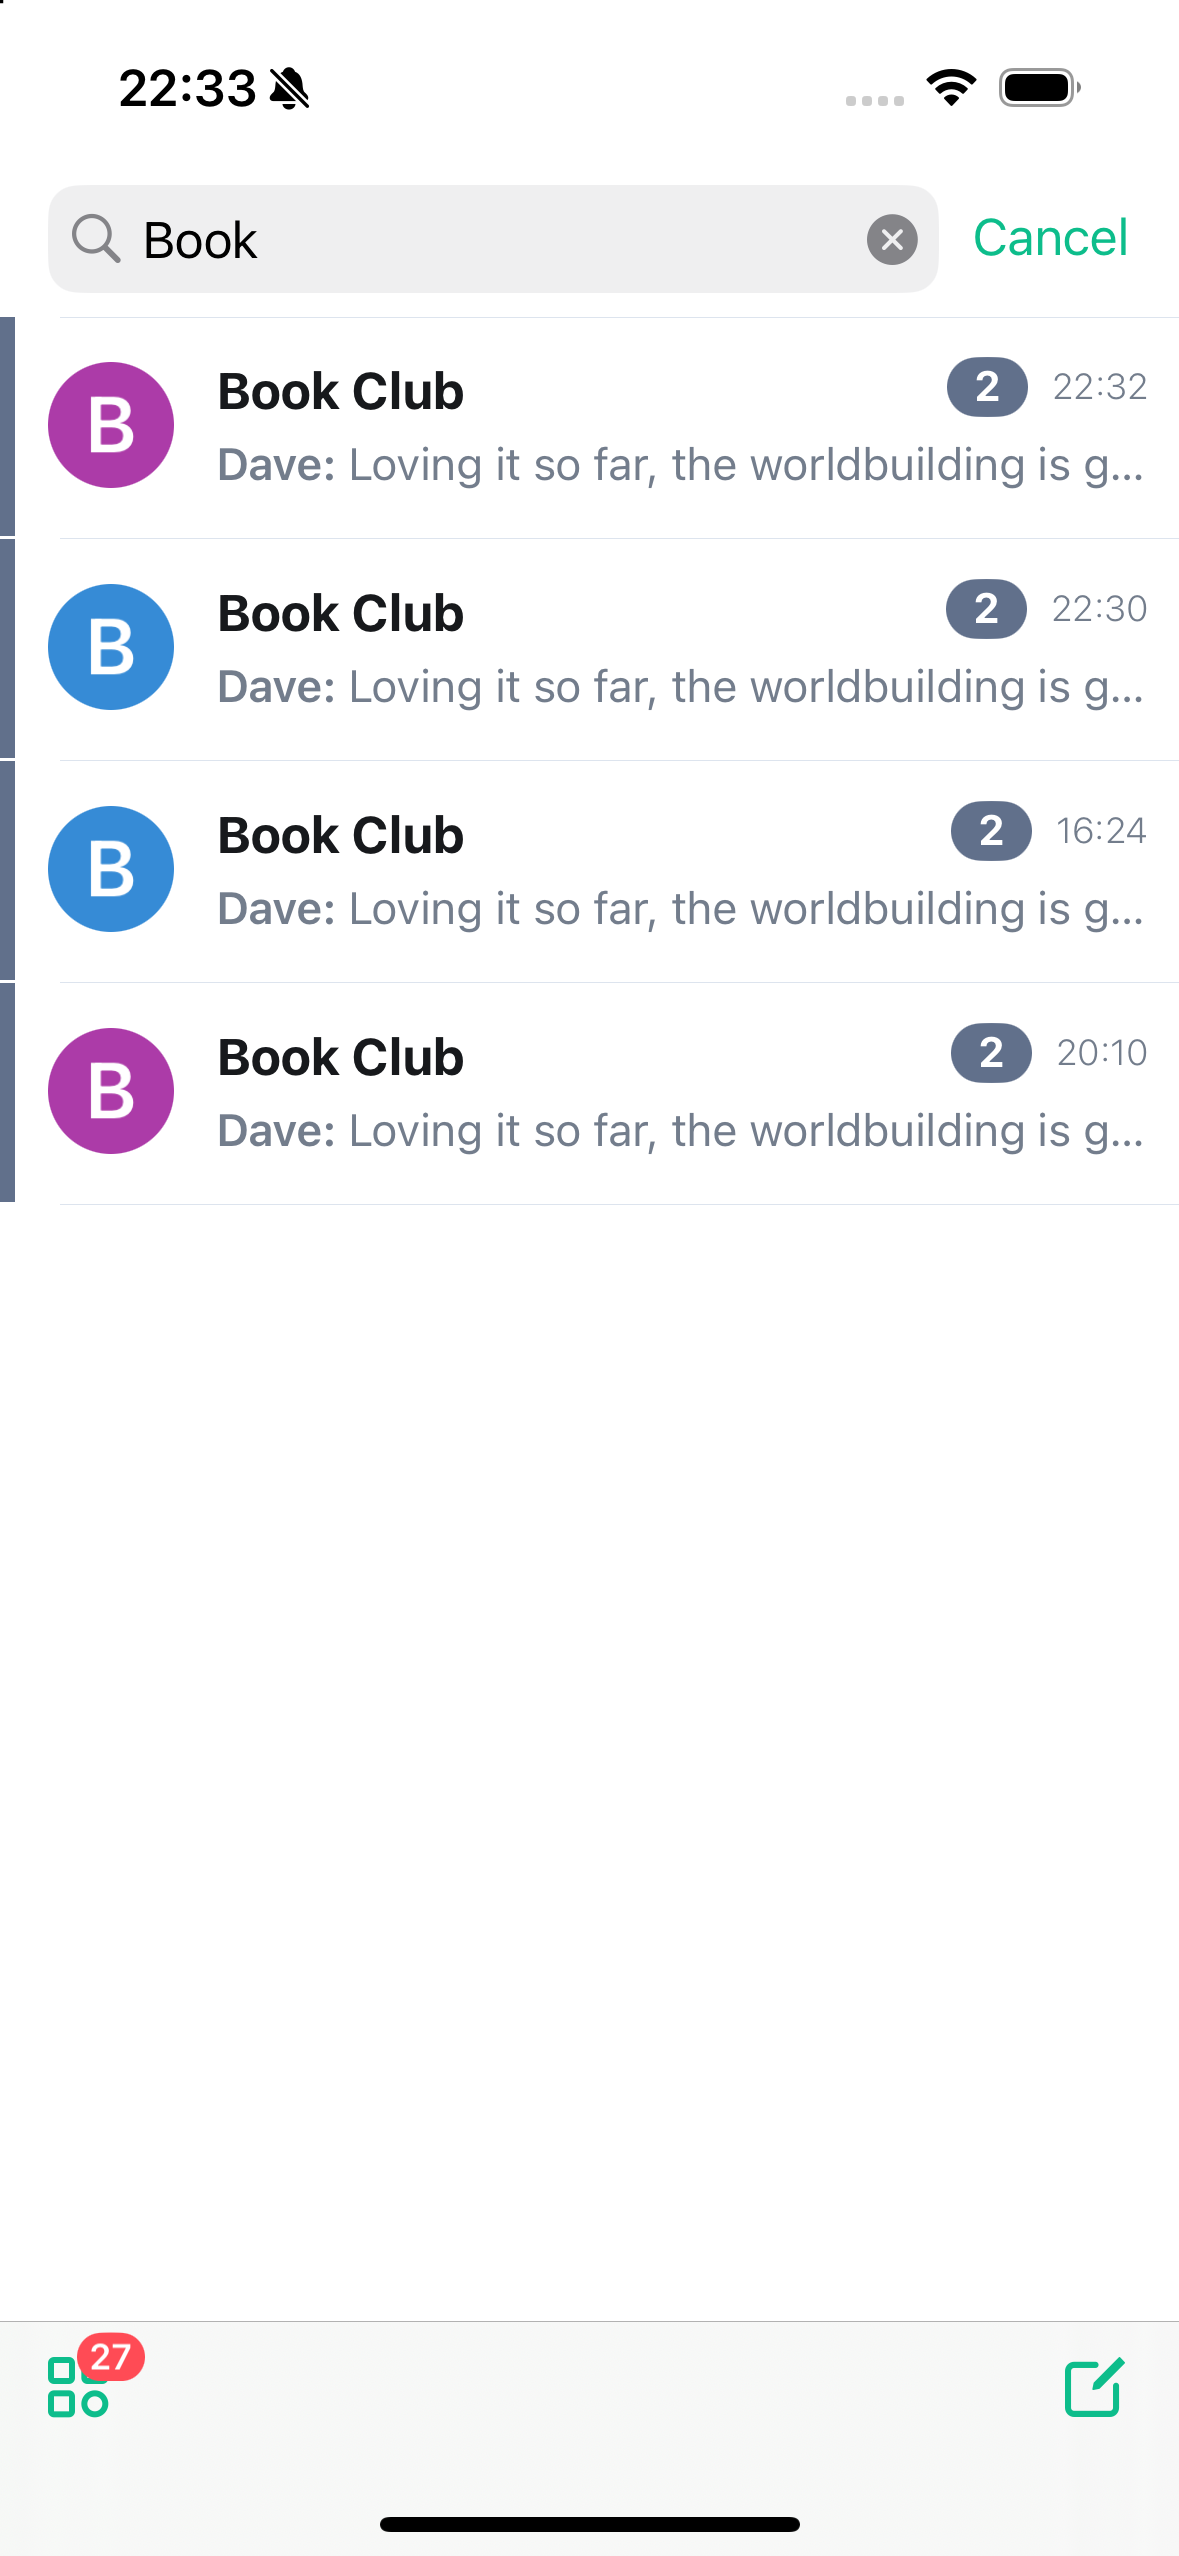 22:33
Book
Cancel
B
Book Club
2
22:32
Dave: Loving it so far, the worldbuilding is g...
B
Book Club
2
22:30
Dave: Loving it so far, the worldbuilding is g...
B
Book Club
2
16:24
Dave: Loving it so far, the worldbuilding is g...
B
Book Club
2
20:10
Dave: Loving it so far, the worldbuilding is g...
27